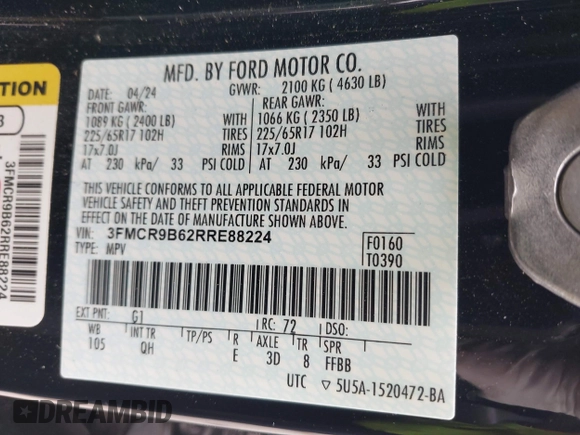 MFD. BY FORD MOTOR CO.
DATE: 04/24 GVWR: 2100 KG ( 4630 LB)
FRONT GAWR: REAR GAWR:
1089 KG ( 2400 LB) WITH 1066 KG ( 2350 LB) WITH
225/65R17 102H TIRES 225/65R17 102H TIRES
17x7.0J RIMS 17x7.0J RIMS
AT 230 kPa/ 33 PSI COLD AT 230 kPa/ 33 PSI COLD
THIS VEHICLE CONFORMS TO ALL APPLICABLE FEDERAL MOTOR
VEHICLE SAFETY AND THEFT PREVENTION STANDARDS IN EFFECT ON THE
DATE OF MANUFACTURE SHOWN ABOVE.
VIN: 3FMCR9B62RRE88224
TYPE: MPV
F0160
T0390
EXT PNT: G1 RC: 72 DSO:
WB INT TR TP/PS R AXLE TR SPR
105 QH E 3D 8 FFBB
UTC ▽ 5U5A-1520472-BA
3FMCR9B62RRE88224
DREAMBID